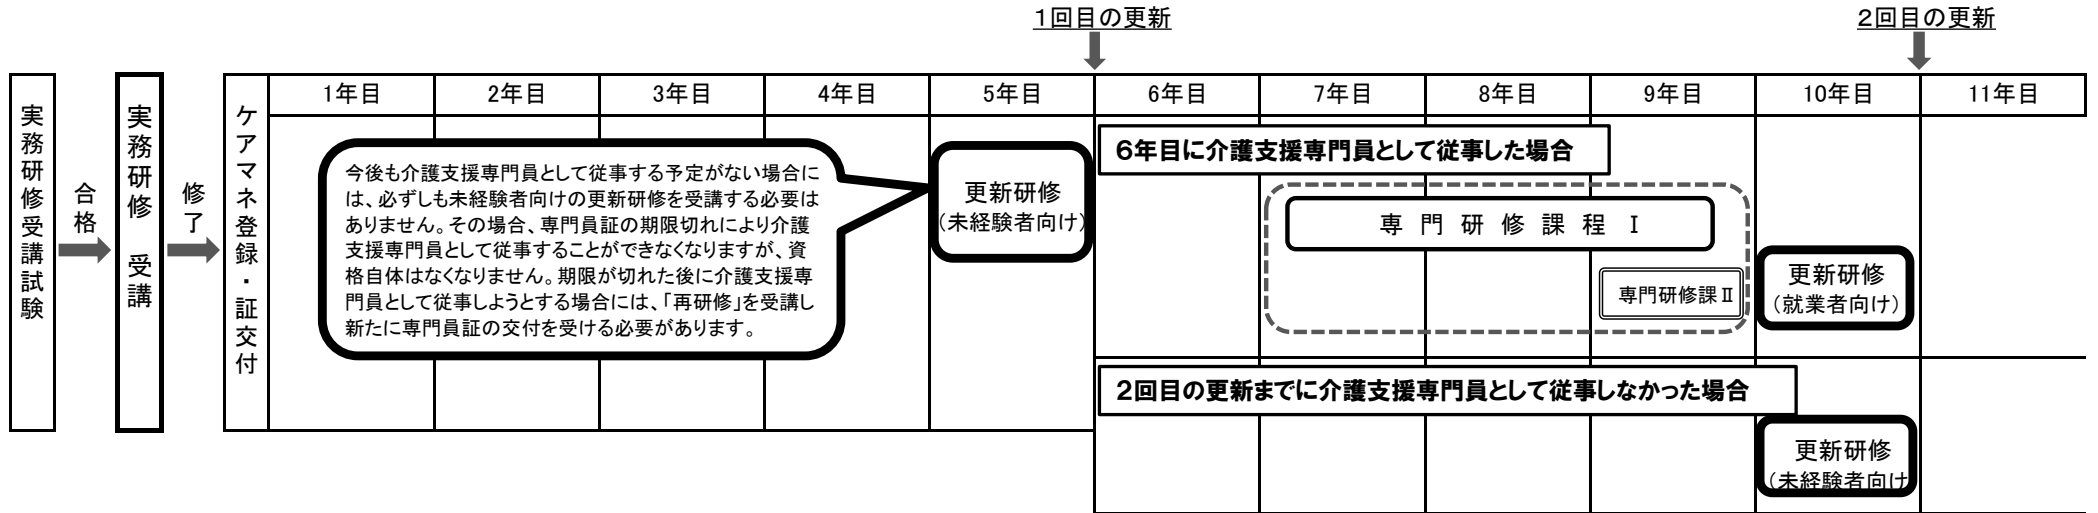 1回目の更新
2回目の更新
実務研修受講試験
合格
実務研修 受講
修了
ケアマネ登録・証交付
1年目
2年目
3年目
4年目
5年目
6年目
7年目
8年目
9年目
10年目
11年目
今後も介護支援専門員として従事する予定がない場合に
は、必ずしも未経験者向けの更新研修を受講する必要は
ありません。その場合、専門員証の期限切れにより介護
支援専門員として従事することができなくなりますが、資
格自体はなくなりません。期限が切れた後に介護支援専
門員として従事しようとする場合には、「再研修」を受講し
新たに専門員証の交付を受ける必要があります。
更新研修
(未経験者向け)
6年目に介護支援専門員として従事した場合
専門研修課程Ⅰ
専門研修課Ⅱ
更新研修
(就業者向け)
2回目の更新までに介護支援専門員として従事しなかった場合
更新研修
(未経験者向け